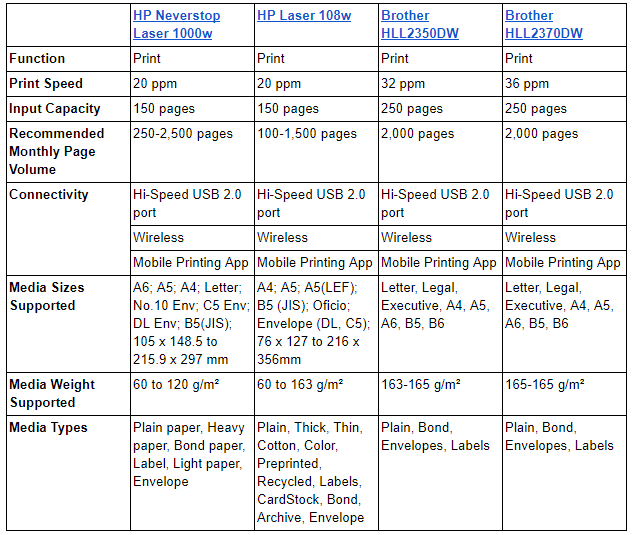 HP Neverstop
Laser 1000w
HP Laser 108w
Brother
HLL2350DW
Brother
HLL2370DW
Function
Print
Print
Print
Print
Print Speed
20 ppm
20 ppm
32 ppm
36 ppm
Input Capacity
150 pages
150 pages
250 pages
250 pages
Recommended
Monthly Page
Volume
250-2,500 pages
100-1,500 pages
2,000 pages
2,000 pages
Connectivity
Hi-Speed USB 2.0
port
Hi-Speed USB 2.0
port
Hi-Speed USB 2.0
port
Hi-Speed USB 2.0
port
Wireless
Wireless
Wireless
Wireless
Mobile Printing App
Mobile Printing App
Mobile Printing App
Mobile Printing App
Media Sizes
Supported
A6; A5; A4; Letter;
No.10 Env; C5 Env;
DL Env; B5(JIS);
105 x 148.5 to
215.9 x 297 mm
A4; A5; A5(LEF);
B5 (JIS); Oficio;
Envelope (DL, C5);
76 x 127 to 216 x
356mm
Letter, Legal,
Executive, A4, A5,
A6, B5, B6
Letter, Legal,
Executive, A4, A5,
A6, B5, B6
Media Weight
Supported
60 to 120 g/m²
60 to 163 g/m²
163-165 g/m²
165-165 g/m²
Media Types
Plain paper, Heavy
paper, Bond paper,
Label, Light paper,
Envelope
Plain, Thick, Thin,
Cotton, Color,
Preprinted,
Recycled, Labels,
CardStock, Bond,
Archive, Envelope
Plain, Bond,
Envelopes, Labels
Plain, Bond,
Envelopes, Labels